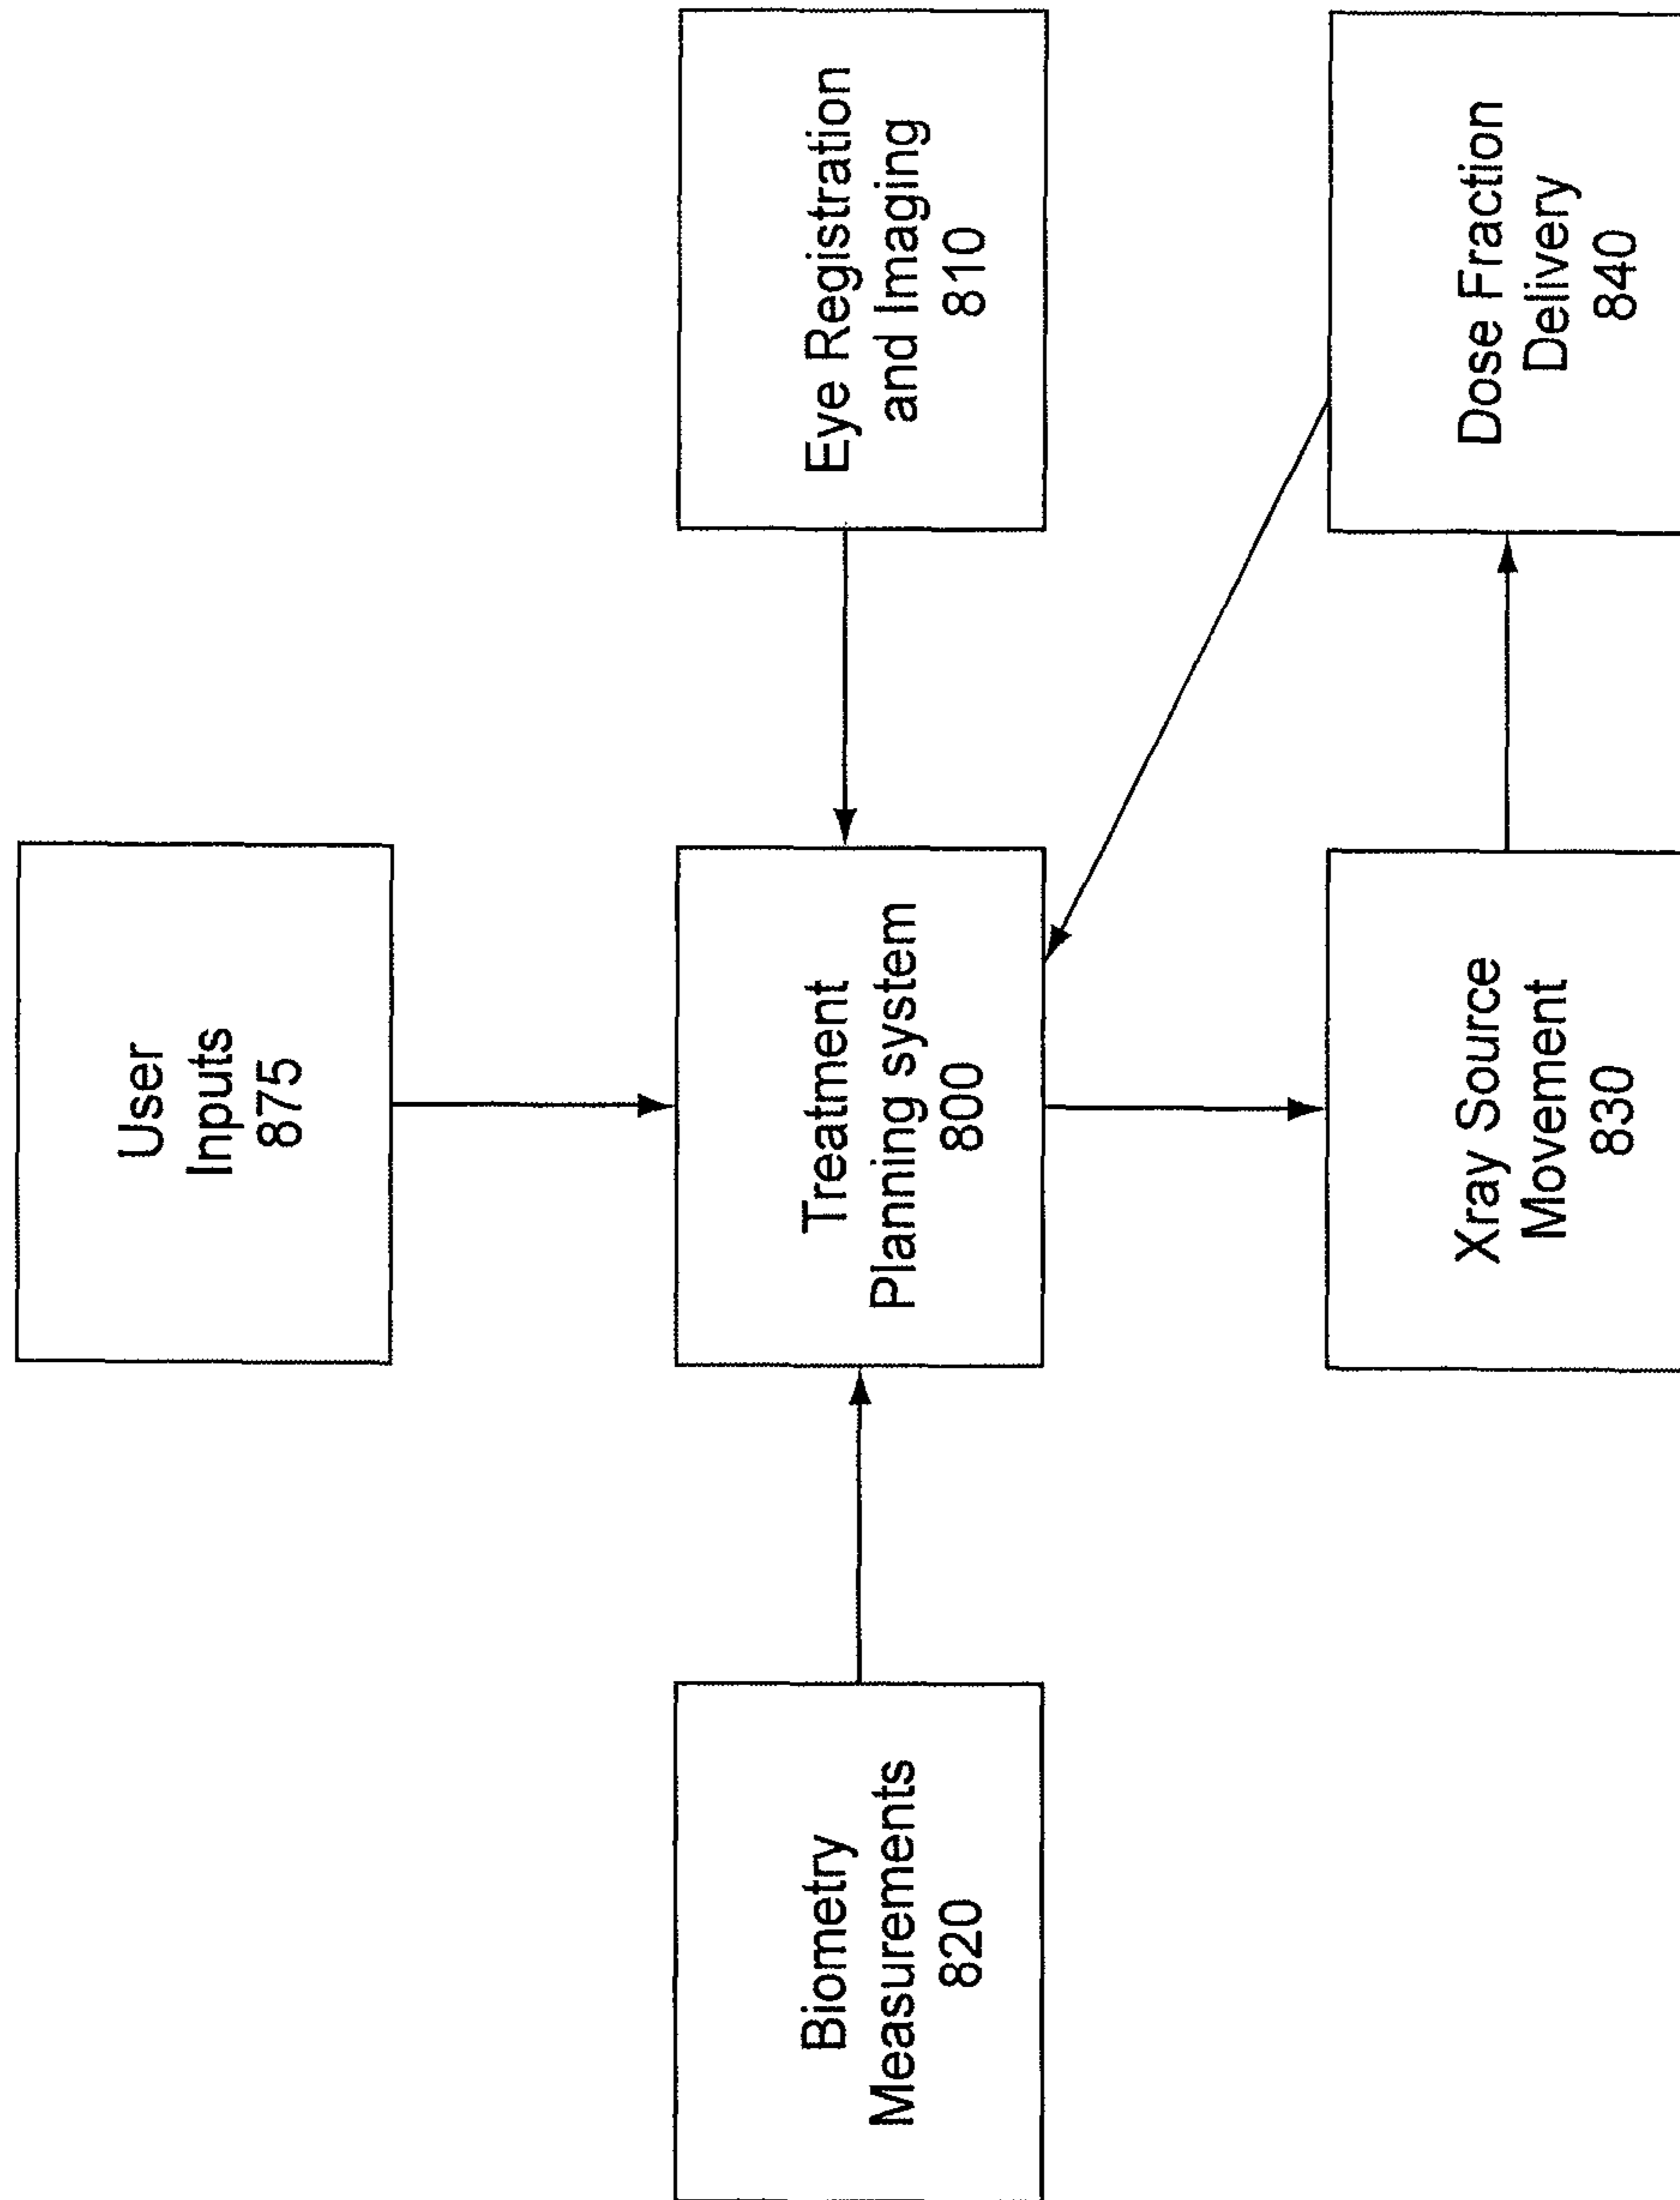 User
Inputs
875
Biometry
Measurements
820
Treatment
Planning system
800
Eye Registration
and Imaging
810
Xray Source
Movement
830
Dose Fraction
Delivery
840